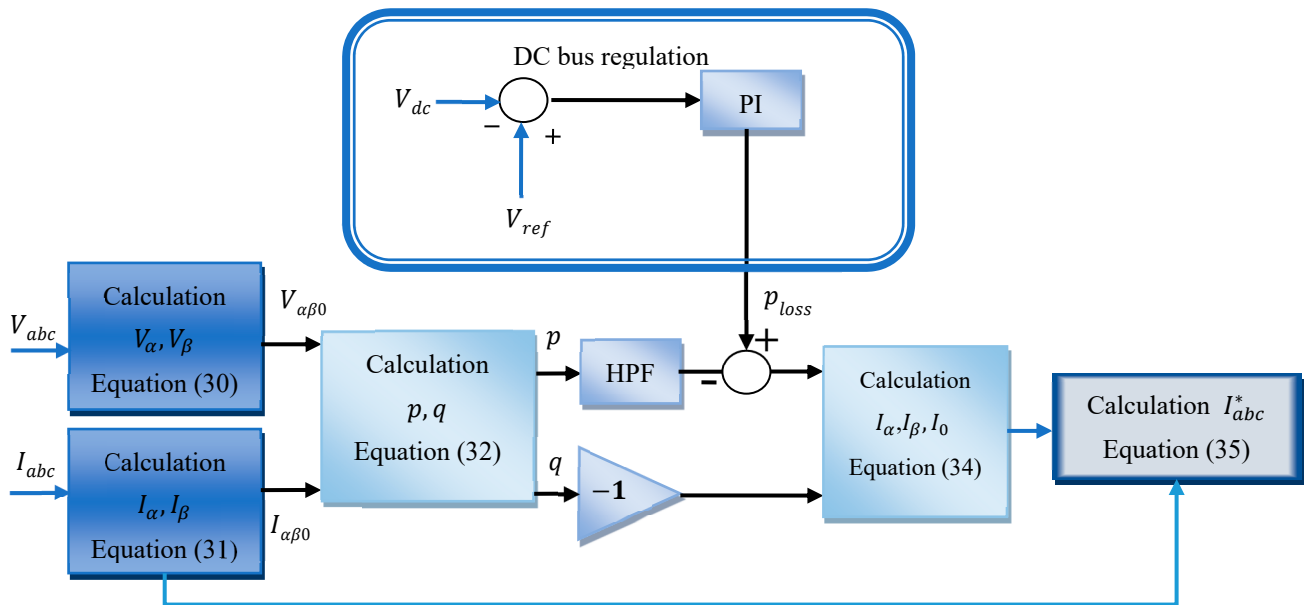 DC bus regulation
V_dc
−
+
PI
V_ref
p_loss
V_abc
Calculation
V_α, V_β
Equation (30)
V_αβ0
I_abc
Calculation
I_α, I_β
Equation (31)
I_αβ0
Calculation
p, q
Equation (32)
p
HPF
-
+
q
−1
Calculation
I_α, I_β, I_0
Equation (34)
Calculation I*_abc
Equation (35)